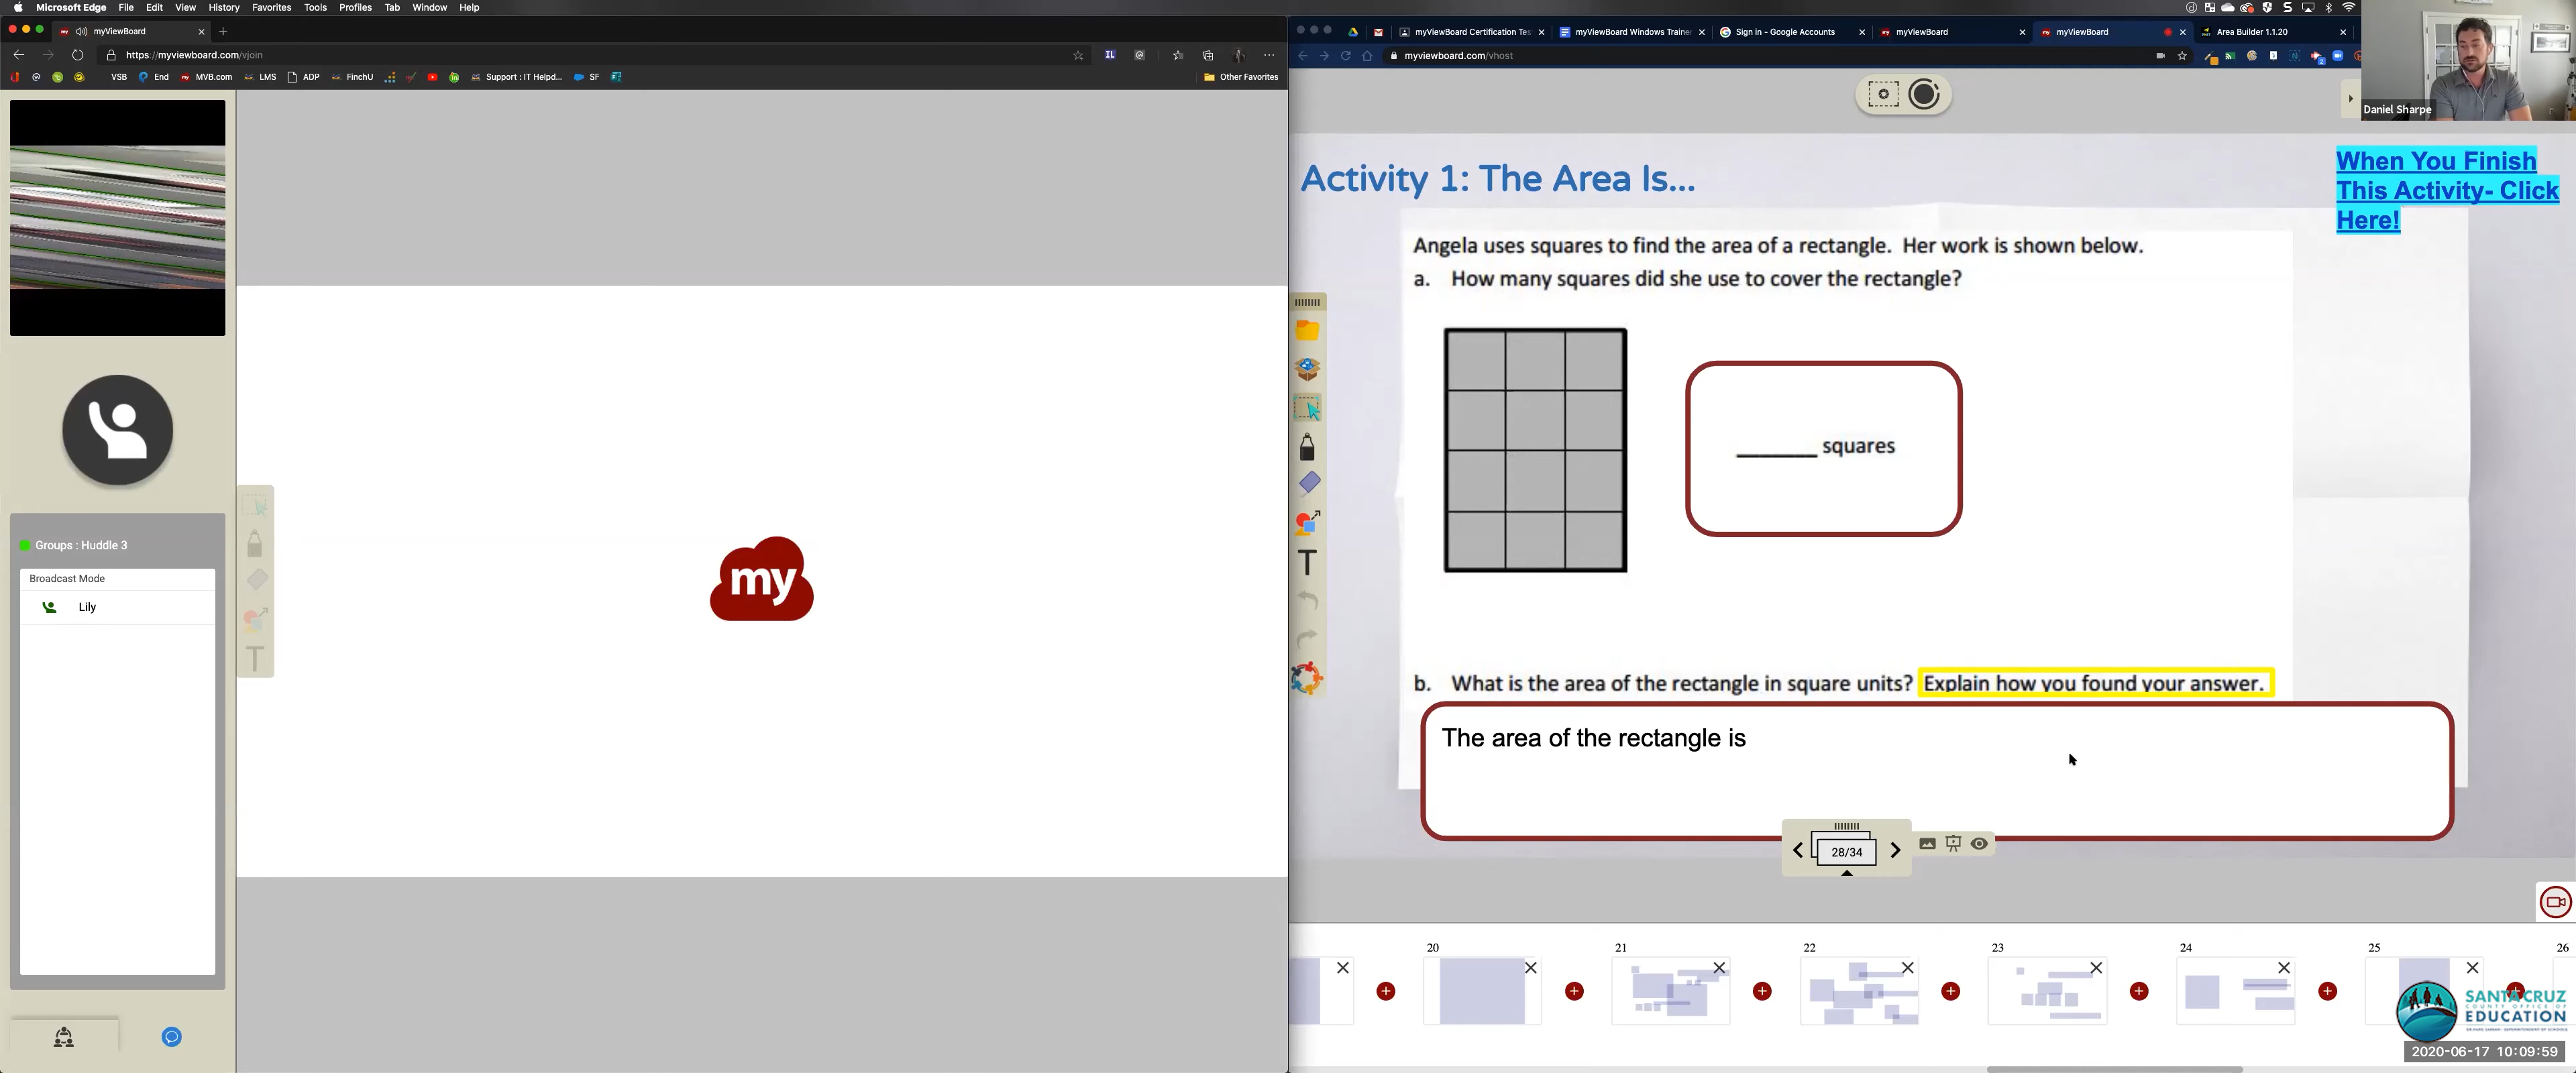 Microsoft Edge File Edit View History Favorites Tools Profiles Tab Window Help
myViewBoard
https://myviewboard.com/vjoin
VSB End MVB.com LMS ADP FinchU Support : IT Helpd... SF Other Favorites
Groups : Huddle 3
Broadcast Mode
Lily
my
T
myViewBoard Certification Tes
myViewBoard Windows Traine
Sign in - Google Accounts
myViewBoard
myViewBoard
Area Builder 1.1.20
myviewboard.com/vhost
Daniel Sharpe
Activity 1: The Area Is...
When You Finish
This Activity- Click
Here!
Angela uses squares to find the area of a rectangle. Her work is shown below.
a. How many squares did she use to cover the rectangle?
_______ squares
T
b. What is the area of the rectangle in square units? Explain how you found your answer.
The area of the rectangle is
28/34
20 21 22 23 24 25 26
SANTA CRUZ
COUNTY OFFICE OF
EDUCATION
2020-06-17 10:09:59